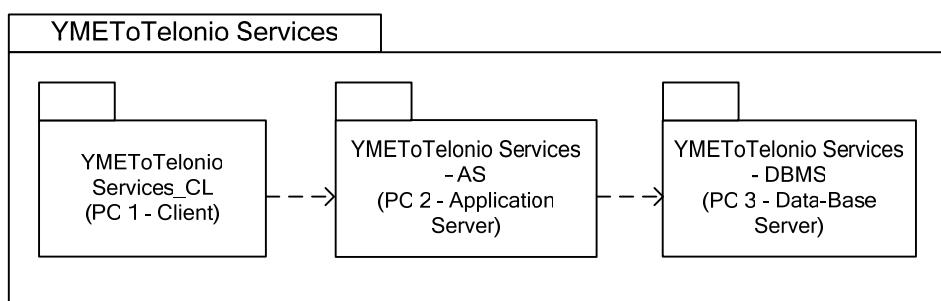 YMEToTelonio Services
YMEToTelonio
Services_CL
(PC 1 - Client)
YMEToTelonio Services
- AS
(PC 2 - Application
Server)
YMEToTelonio Services
- DBMS
(PC 3 - Data-Base
Server)